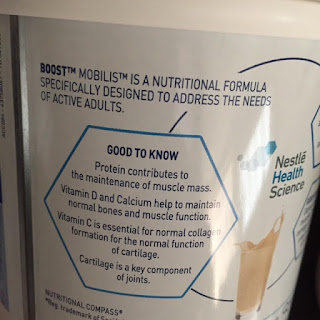 BOOST™ MOBILIS™ IS A NUTRITIONAL FORMULA
SPECIFICALLY DESIGNED TO ADDRESS THE NEEDS
OF ACTIVE ADULTS.
GOOD TO KNOW
Protein contributes to
the maintenance of muscle mass.
Vitamin D and Calcium help to maintain
normal bones and muscle function.
Vitamin C is essential for normal collagen
formation for the normal function
of cartilage.
Cartilage is a key component
of joints.
Nestlé
Health
Science
NUTRITIONAL COMPASS®
®Reg. Trademark of